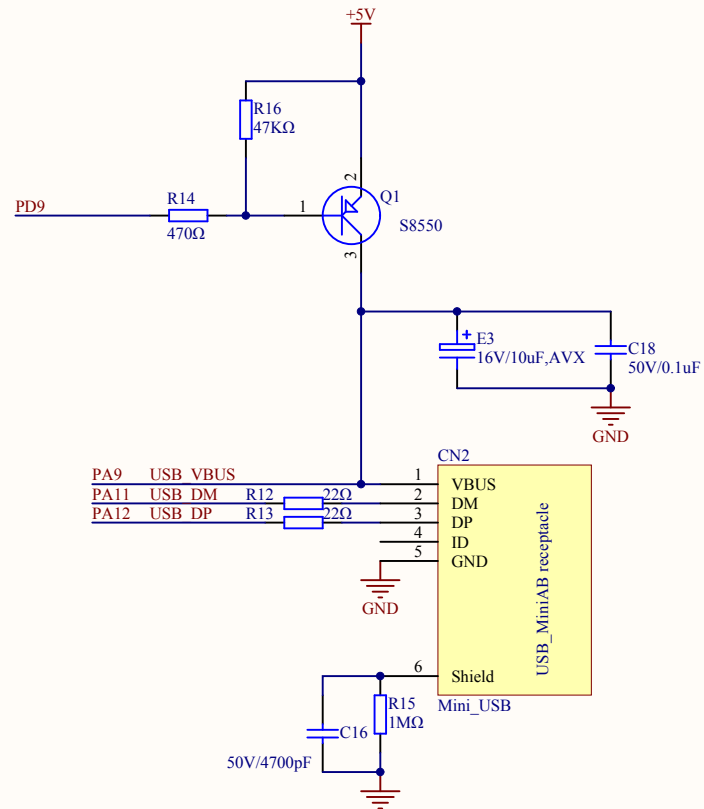 +5V
R16
47KΩ
R14
PD9
470Ω
1
2
Q1
S8550
3
E3
16V/10uF,AVX
C18
50V/0.1uF
GND
CN2
PA9 USB_VBUS 1 VBUS
PA11 USB_DM R12 22Ω 2 DM
PA12 USB_DP R13 22Ω 3 DP
4 ID
5 GND
GND
USB_MiniAB receptacle
6 Shield
Mini_USB
R15
1MΩ
C16
50V/4700pF